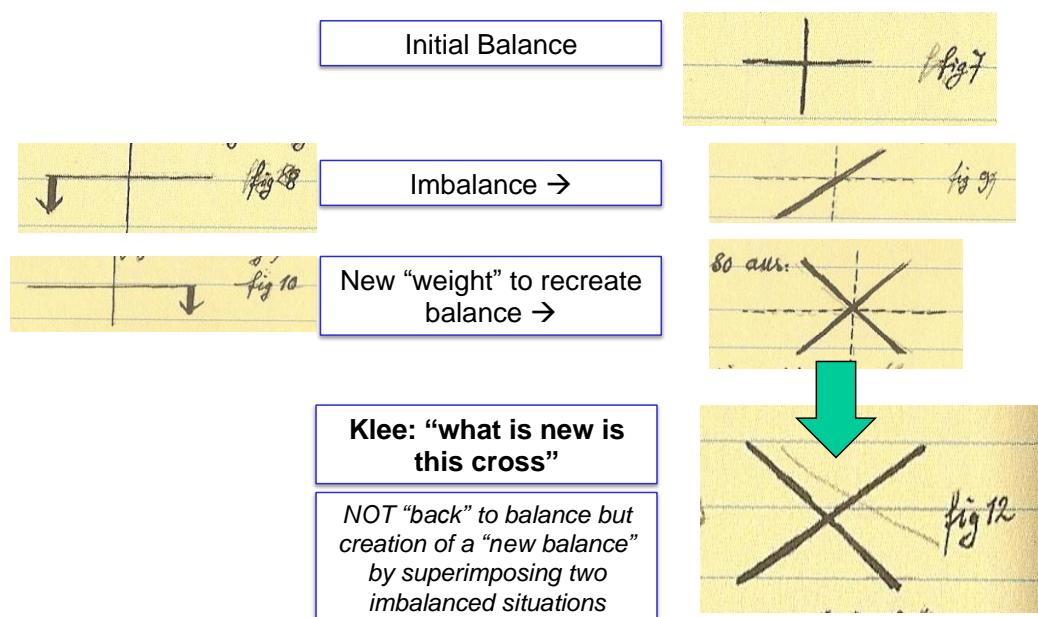 Initial Balance
fig 7
fig 8
Imbalance →
fig 9
fig 10
New “weight” to recreate
balance →
so aus:
Klee: “what is new is
this cross”
fig 12
NOT “back” to balance but
creation of a “new balance”
by superimposing two
imbalanced situations